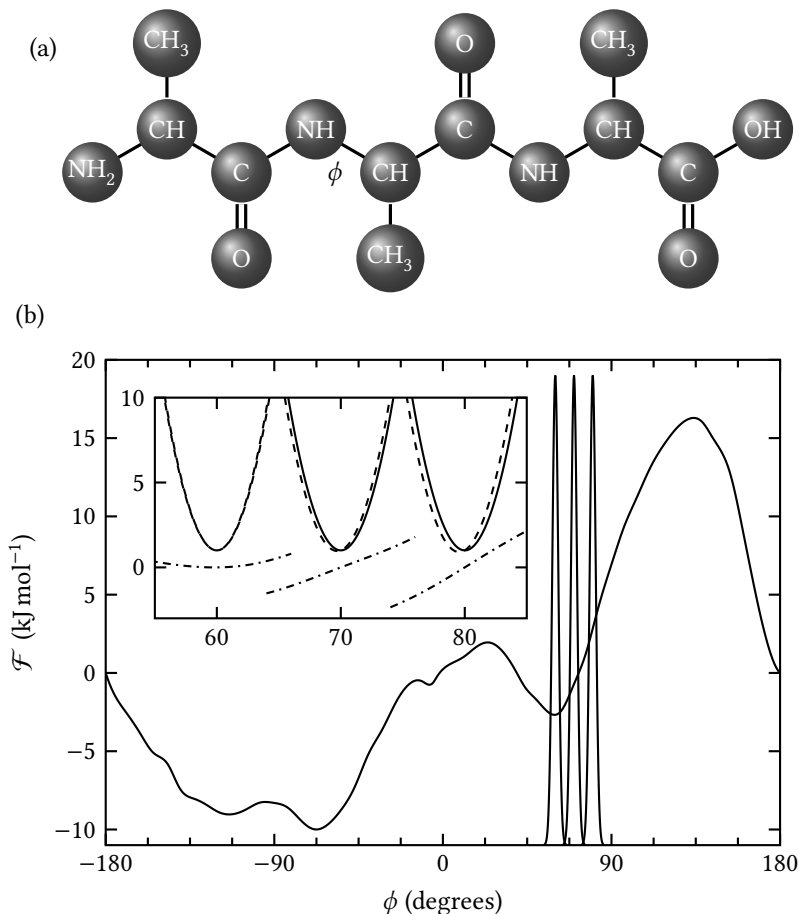 (a)
CH₃ O CH₃
CH NH C CH OH
NH₂ C ϕ CH NH C
O CH₃ O
(b)
20
15
10
5
0
−5
−10
ℱ (kJ mol⁻¹)
10
5
0
60 70 80
−180 −90 0 90 180
ϕ (degrees)